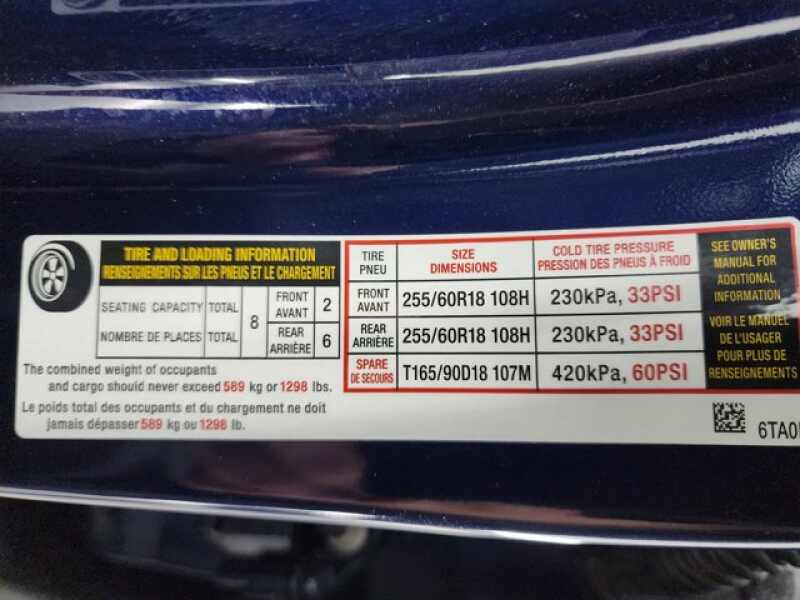 TIRE AND LOADING INFORMATION
RENSEIGNEMENTS SUR LES PNEUS ET LE CHARGEMENT
SEATING CAPACITY TOTAL
NOMBRE DE PLACES TOTAL
8
FRONT
AVANT
2
REAR
ARRIÈRE
6
The combined weight of occupants
and cargo should never exceed 589 kg or 1298 lbs.
Le poids total des occupants et du chargement ne doit
jamais dépasser 589 kg ou 1298 lb.
TIRE
PNEU
SIZE
DIMENSIONS
COLD TIRE PRESSURE
PRESSION DES PNEUS À FROID
FRONT
AVANT
255/60R18 108H
230kPa, 33PSI
REAR
ARRIÈRE
255/60R18 108H
230kPa, 33PSI
SPARE
DE SECOURS
T165/90D18 107M
420kPa, 60PSI
SEE OWNER'S
MANUAL FOR
ADDITIONAL
INFORMATION
VOIR LE MANUEL
DE L'USAGER
POUR PLUS DE
RENSEIGNEMENTS